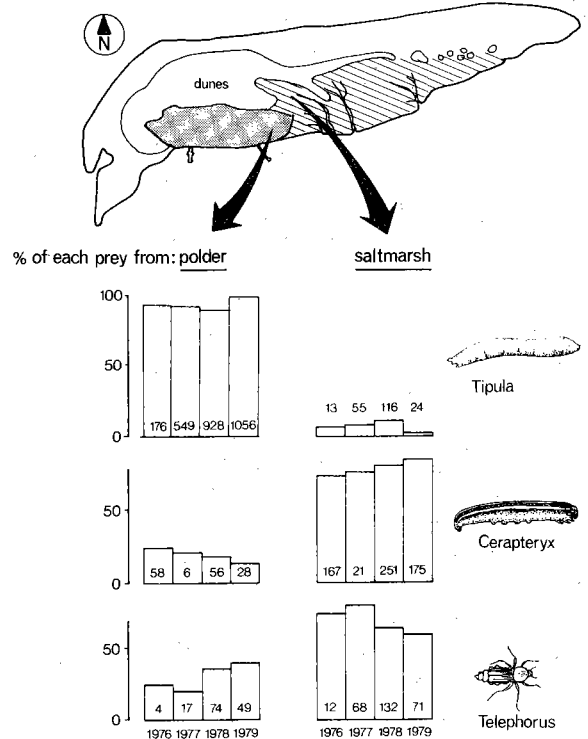 N
dunes
% of each prey from: polder saltmarsh
100
50
0
176 549 928 1056
13 55 116 24
Tipula
50
0
58 6 56 28
167 21 251 175
Cerapteryx
50
0
4 17 74 49
12 68 132 71
Telephorus
1976 1977 1978 1979 1976 1977 1978 1979